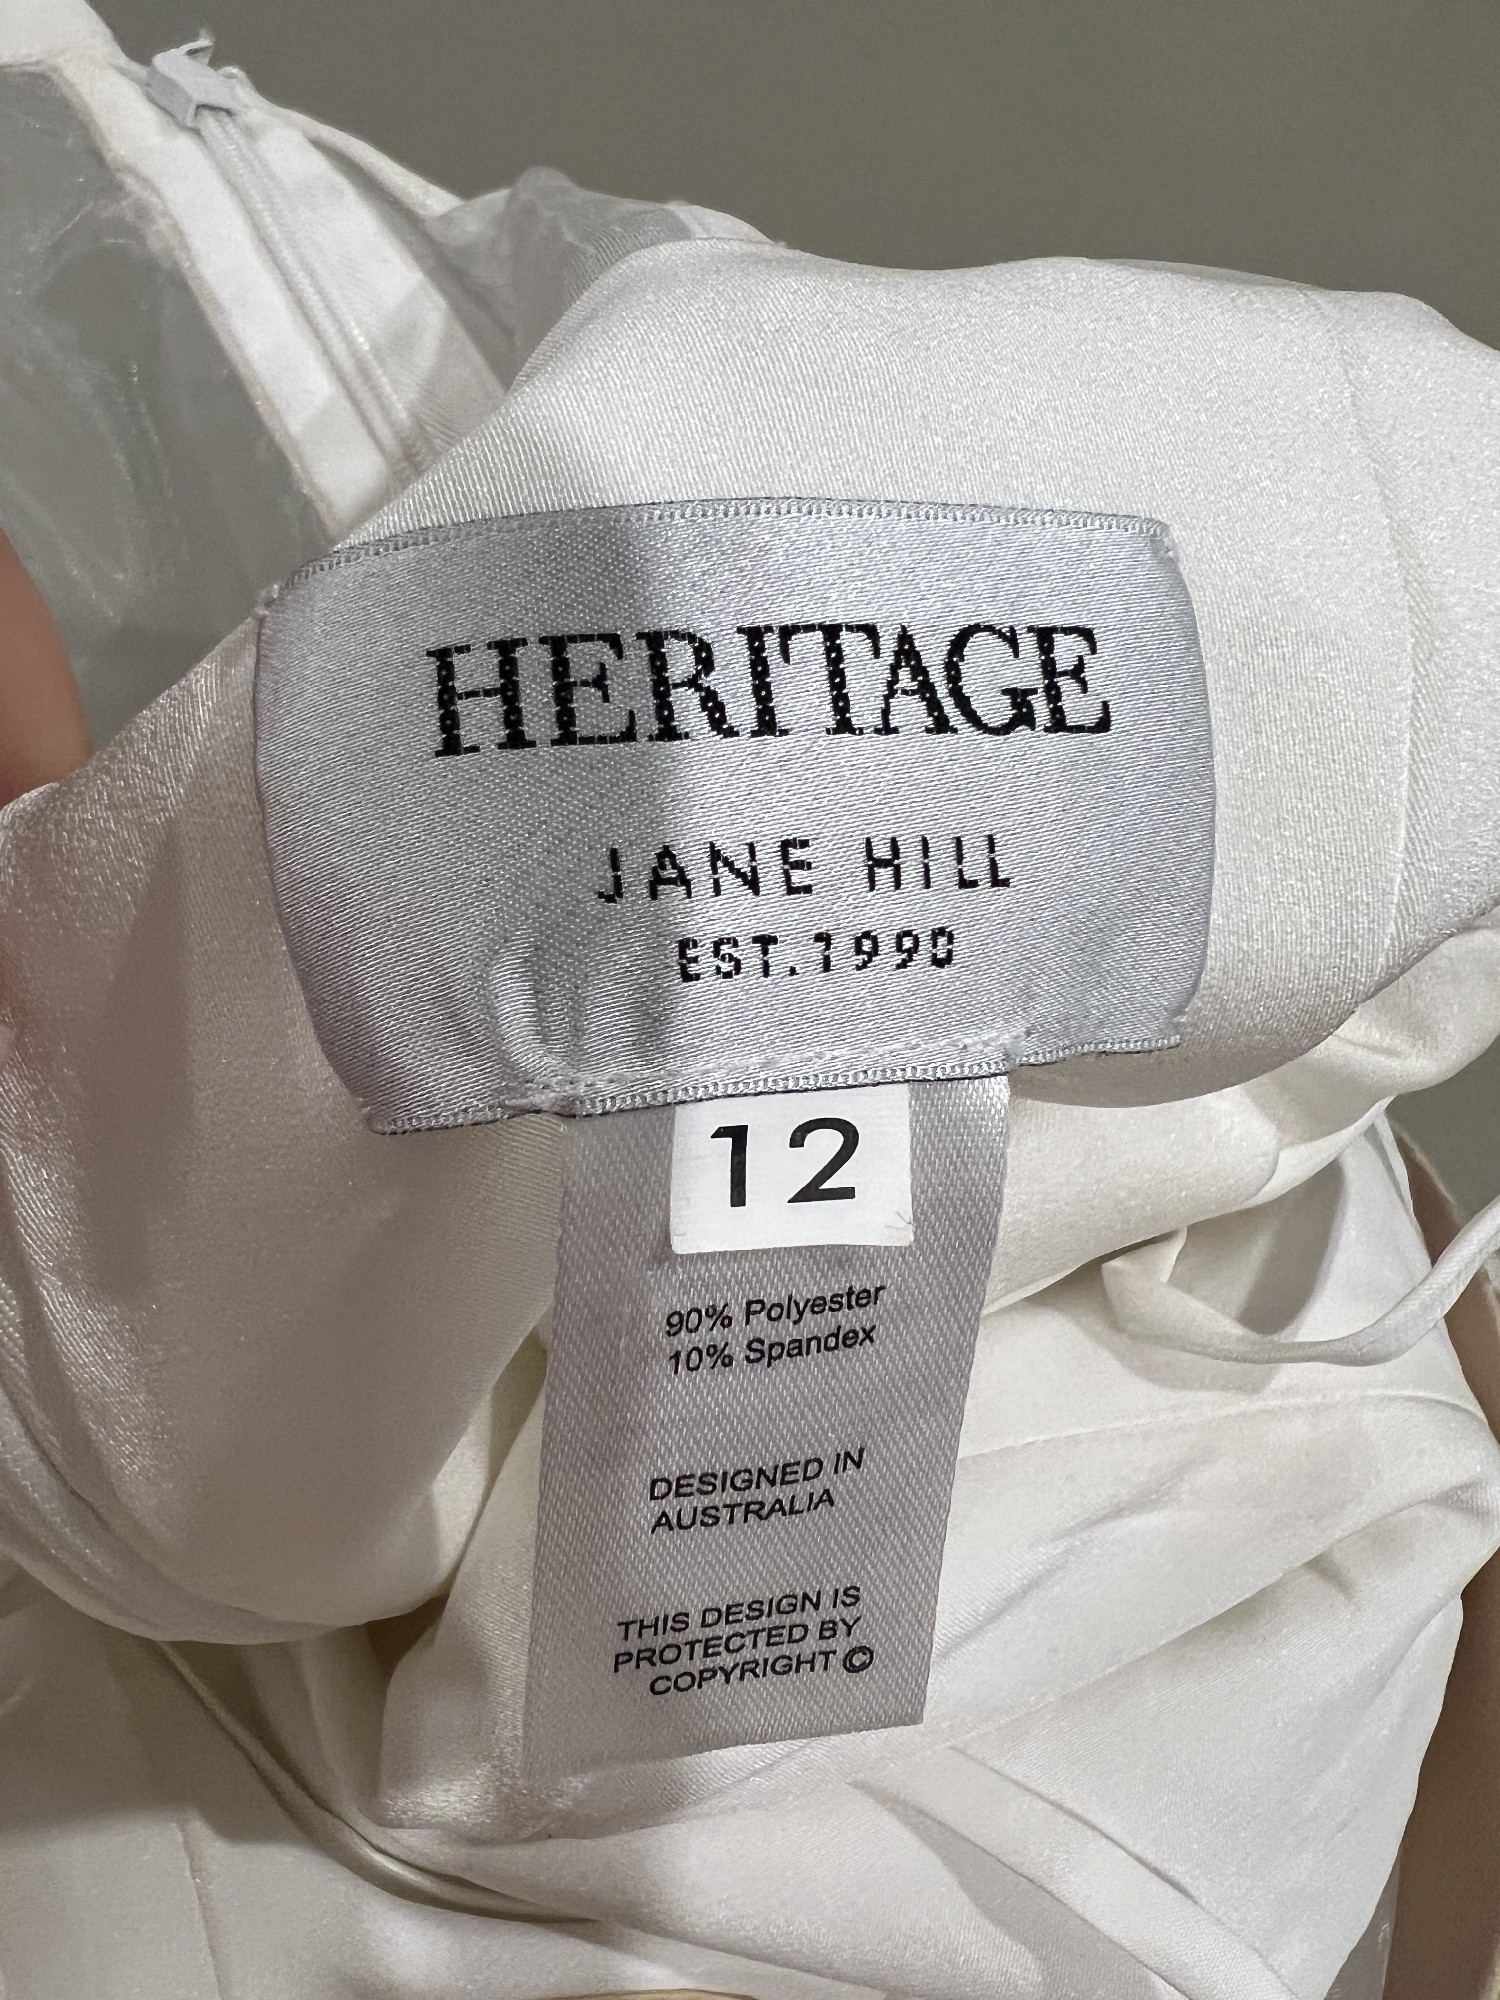 HERITAGE
JANE HILL
EST.1990
12
90% Polyester
10% Spandex
DESIGNED IN
AUSTRALIA
THIS DESIGN IS
PROTECTED BY
COPYRIGHT ©